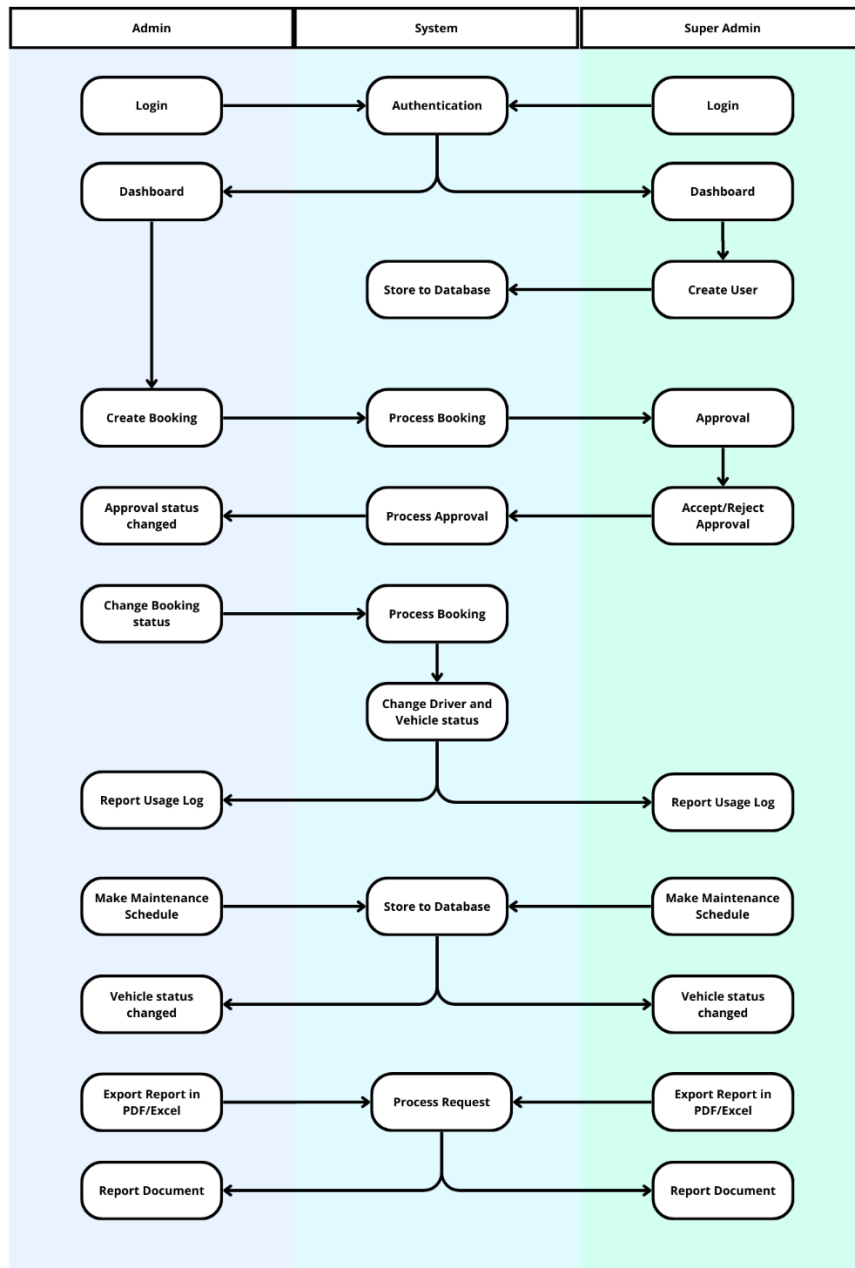 Admin
System
Super Admin
Login
Authentication
Login
Dashboard
Dashboard
Store to Database
Create User
Create Booking
Process Booking
Approval
Approval status
changed
Process Approval
Accept/Reject
Approval
Change Booking
status
Process Booking
Change Driver and
Vehicle status
Report Usage Log
Report Usage Log
Make Maintenance
Schedule
Store to Database
Make Maintenance
Schedule
Vehicle status
changed
Vehicle status
changed
Export Report in
PDF/Excel
Process Request
Export Report in
PDF/Excel
Report Document
Report Document